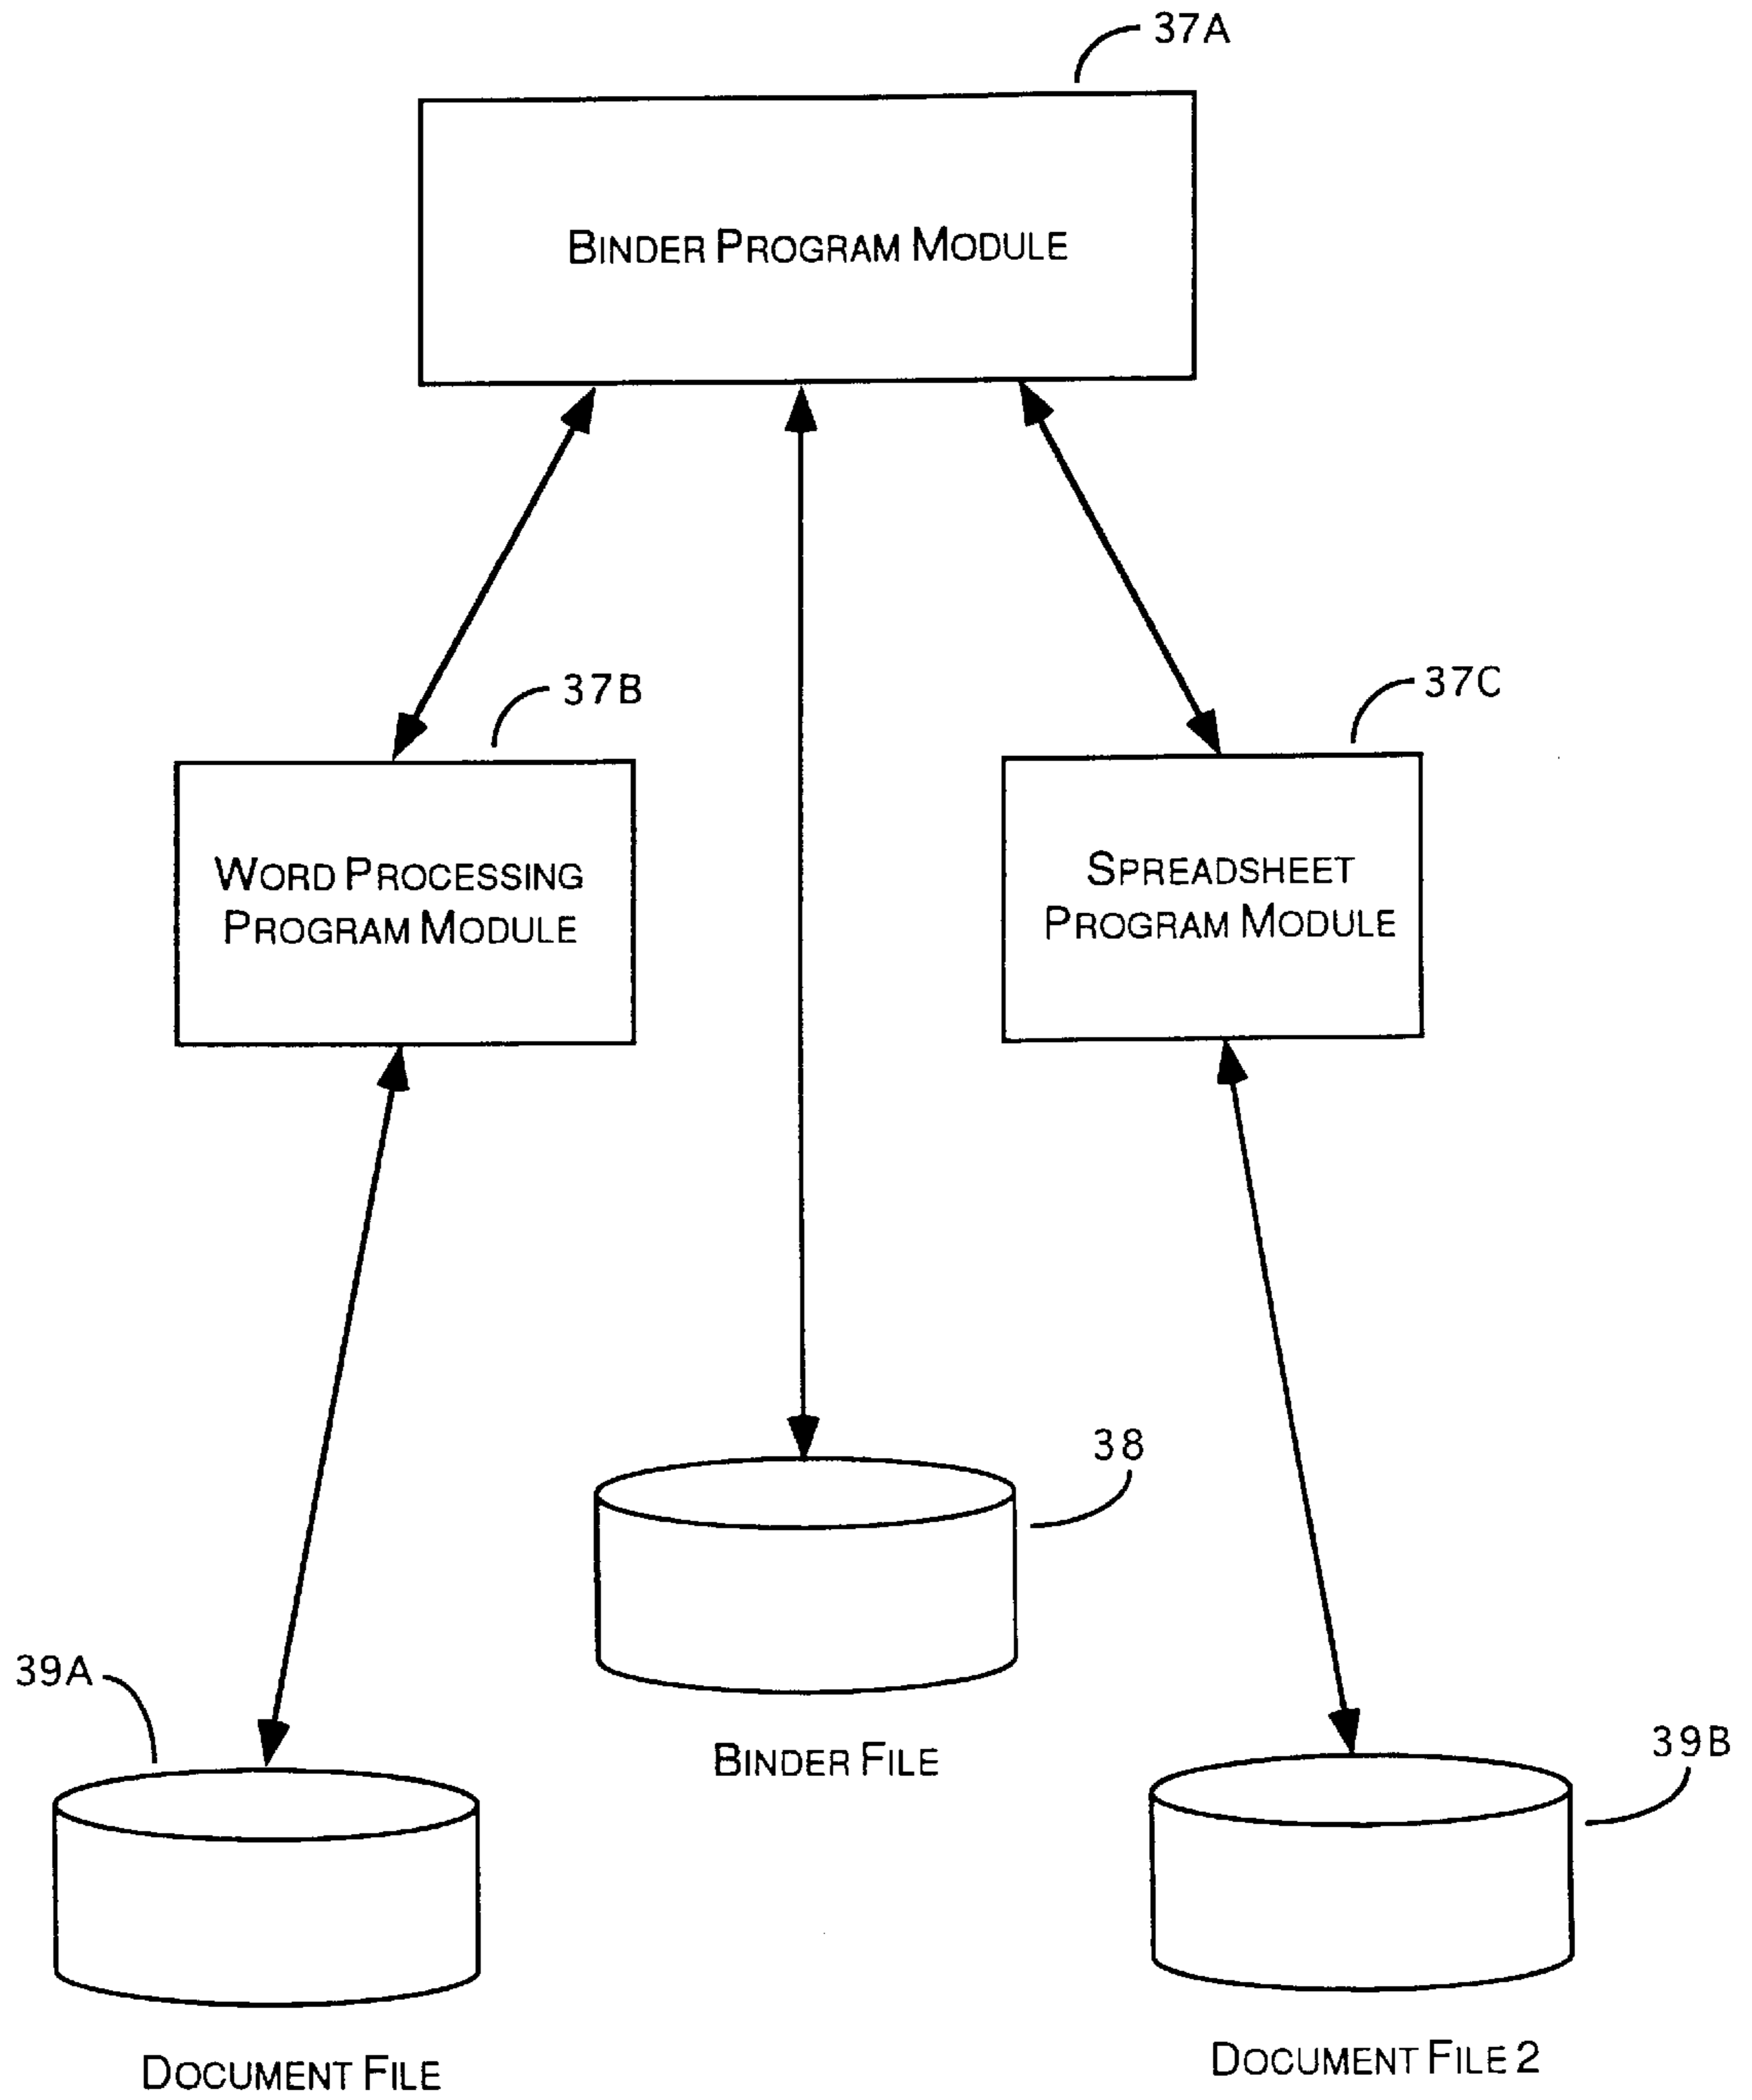 37A
BINDER PROGRAM MODULE
37B
37C
WORD PROCESSING
PROGRAM MODULE
SPREADSHEET
PROGRAM MODULE
38
39A
BINDER FILE
39B
DOCUMENT FILE
DOCUMENT FILE 2